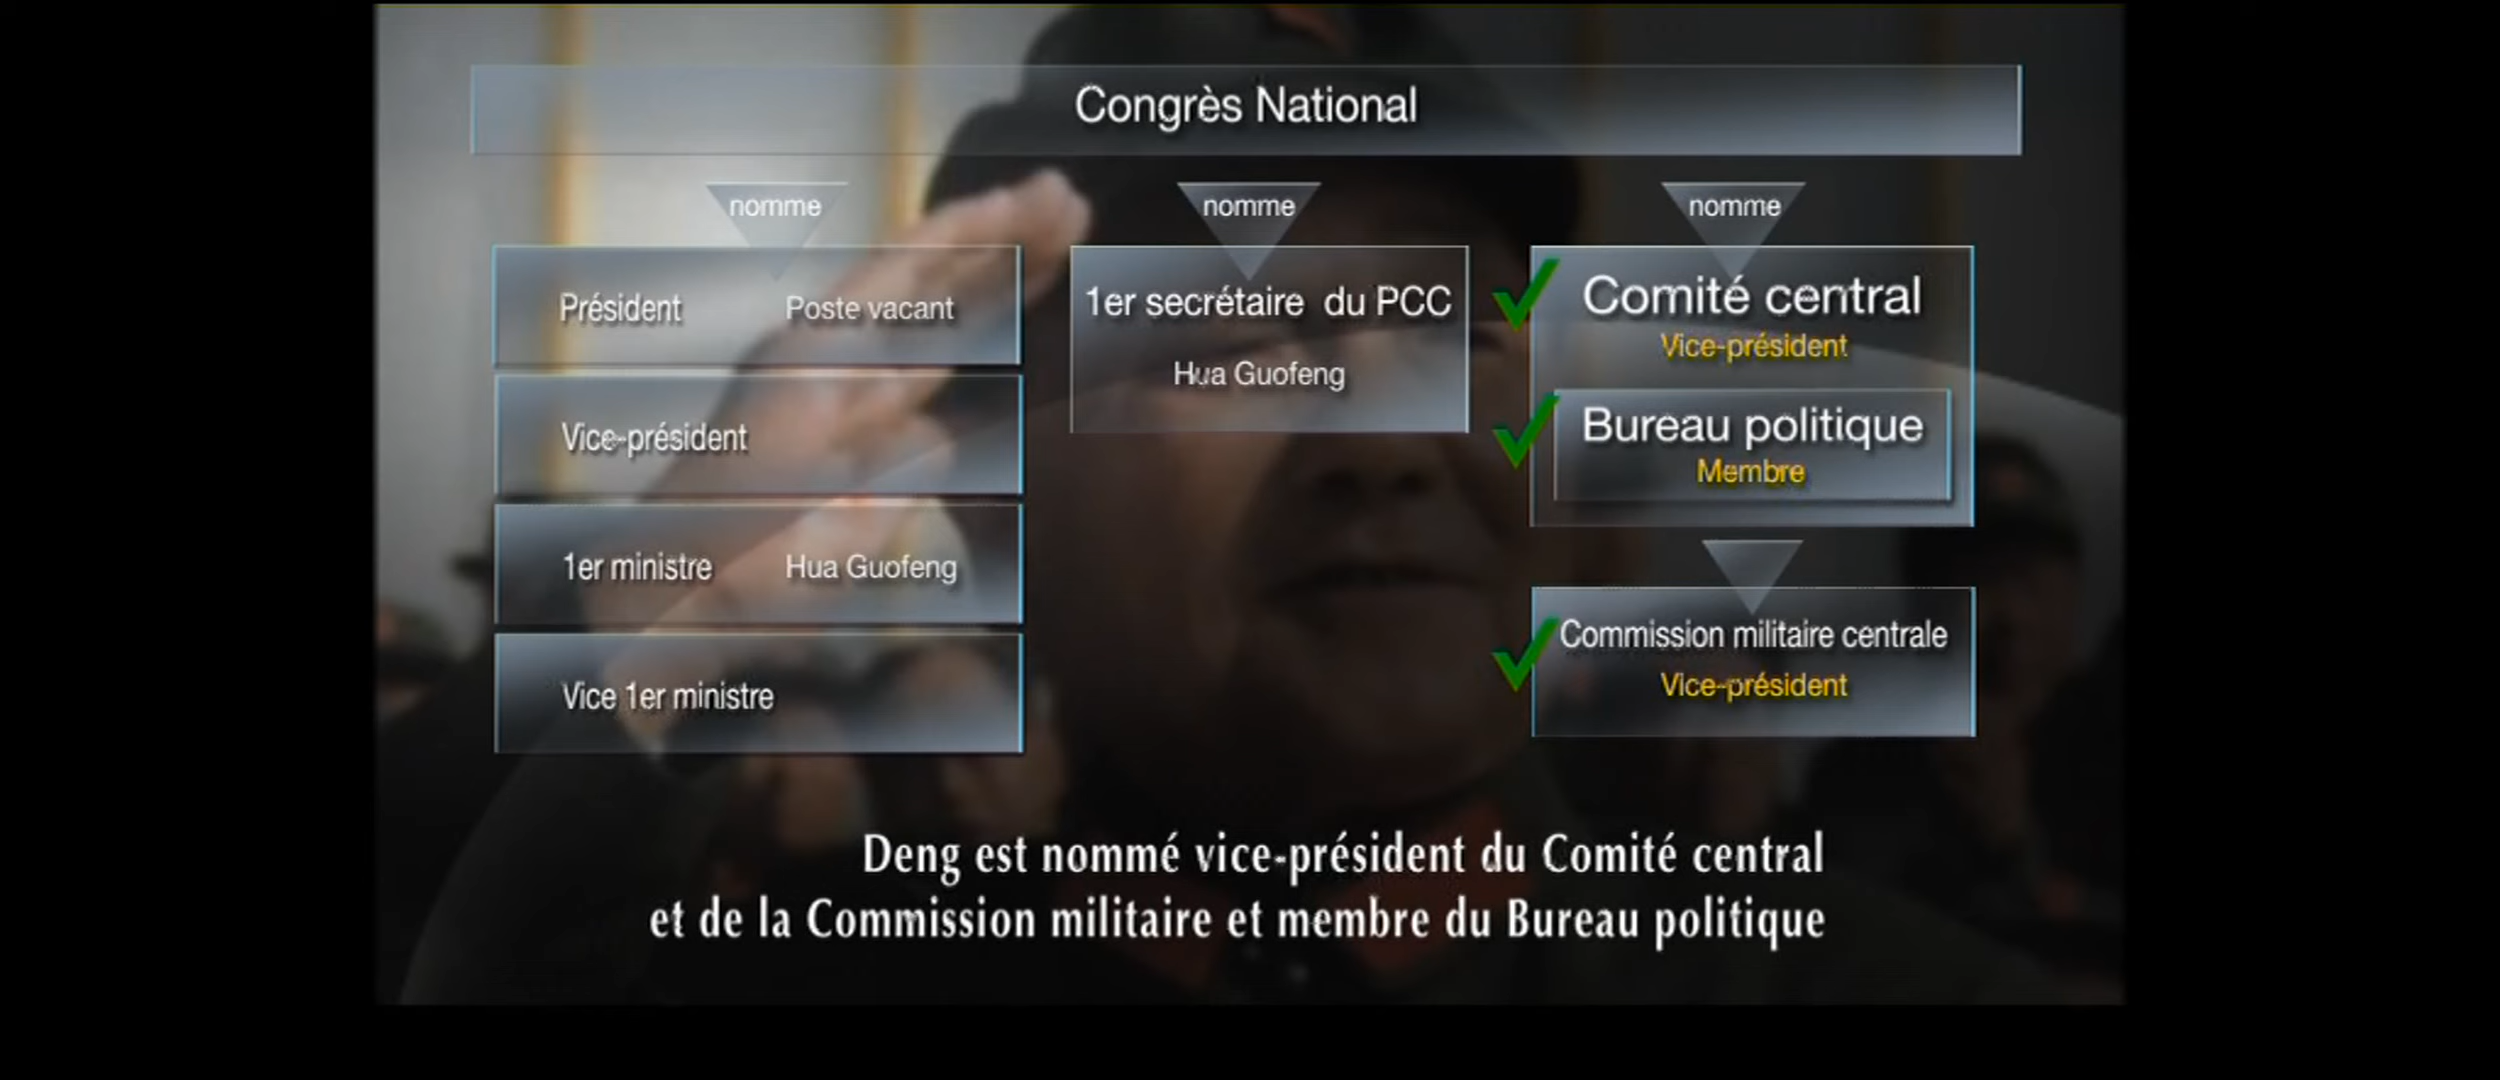 Congrès National
nomme
nomme
nomme
Président Poste vacant
Vice-président
1er ministre Hua Guofeng
Vice 1er ministre
1er secrétaire du PCC
Hua Guofeng
Comité central
Vice-président
Bureau politique
Membre
Commission militaire centrale
Vice-président
Deng est nommé vice-président du Comité central
et de la Commission militaire et membre du Bureau politique